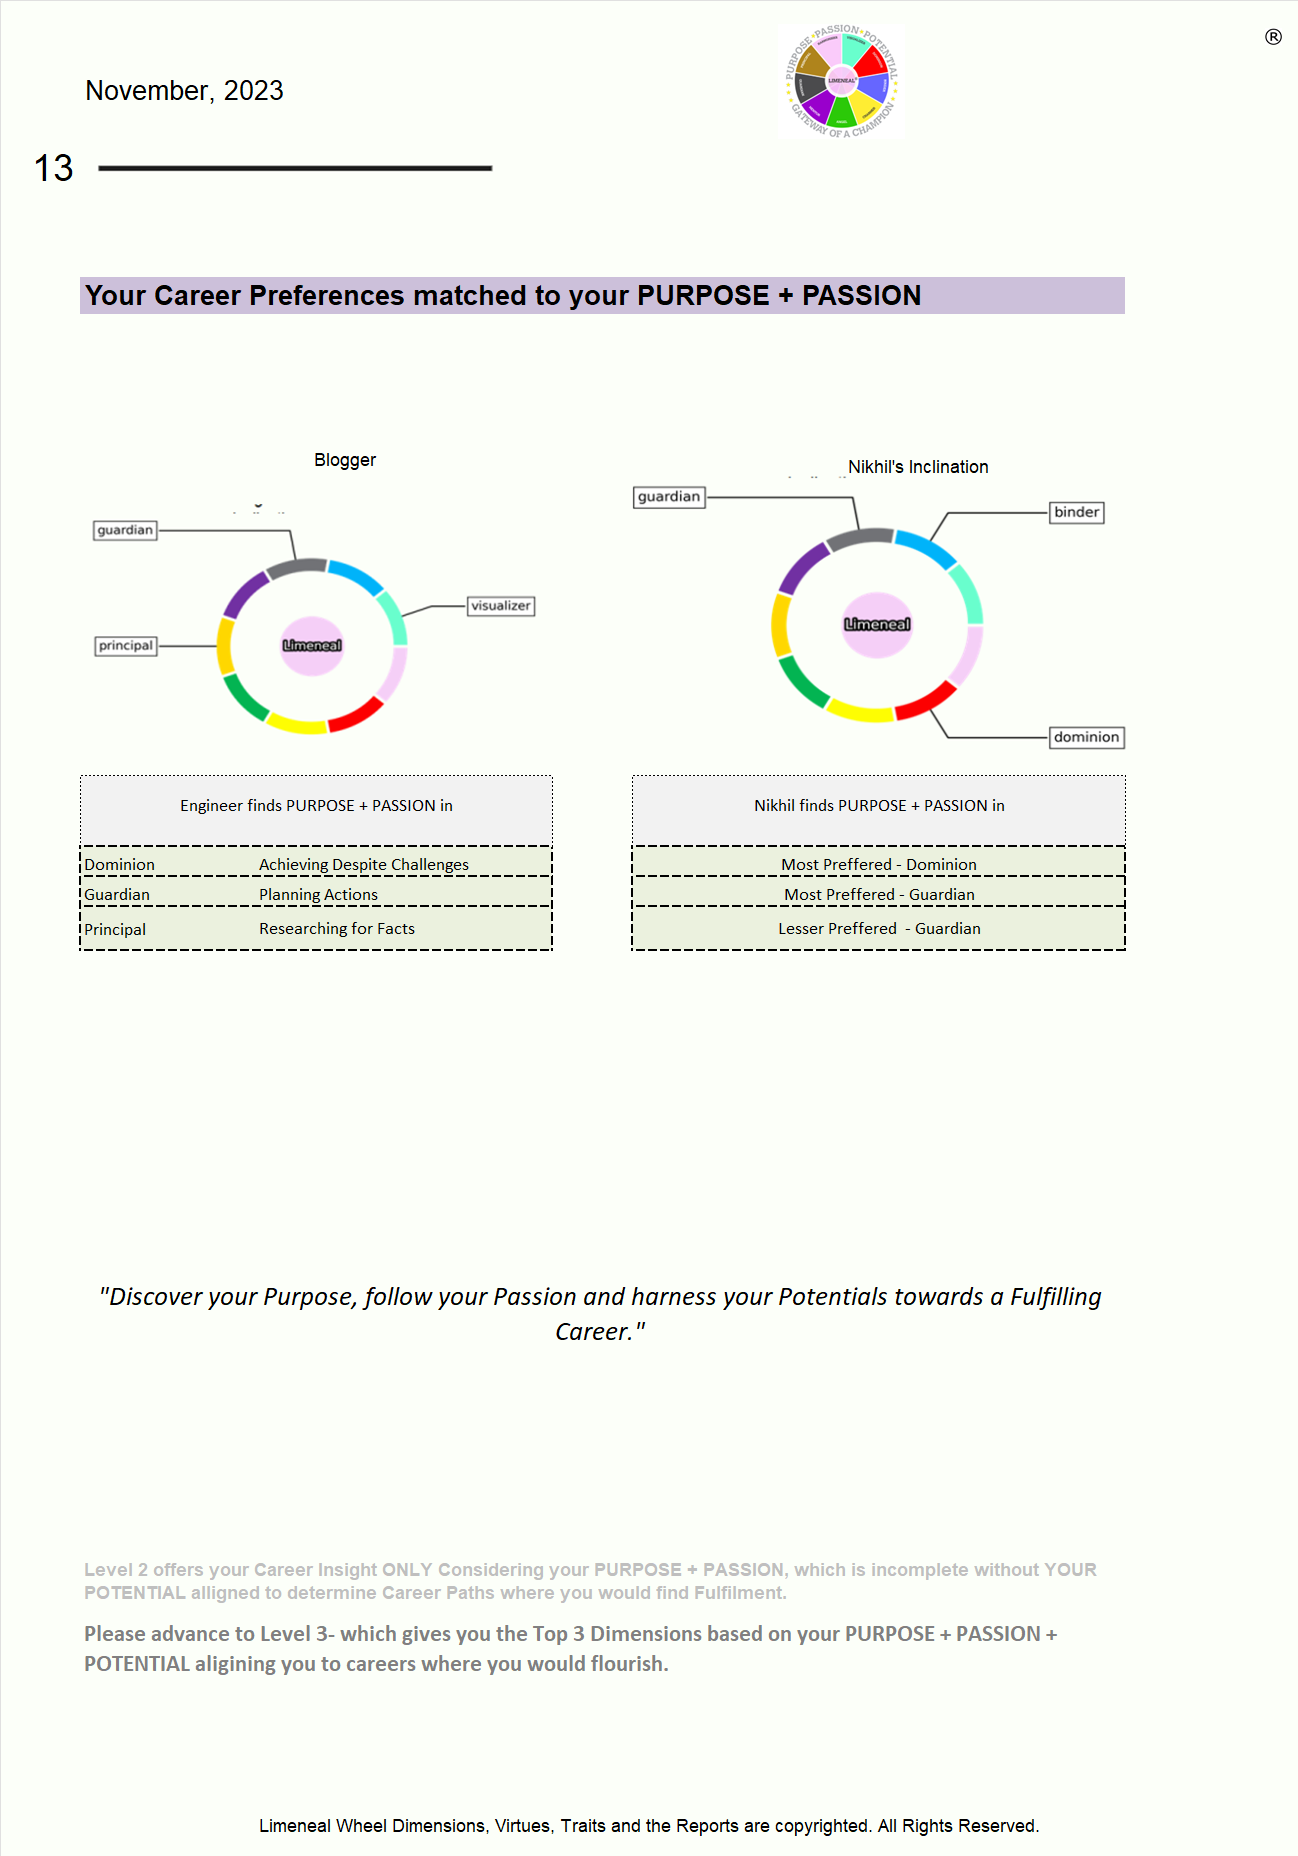 November, 2023
PURPOSE PASSION POTENTIAL
LIMENEAL
GATEWAY OF A CHAMPION
®
13
Your Career Preferences matched to your PURPOSE + PASSION
Blogger
guardian
visualizer
principal
Limeneal
Nikhil's Inclination
guardian
binder
Limeneal
dominion
Engineer finds PURPOSE + PASSION in
Dominion Achieving Despite Challenges
Guardian Planning Actions
Principal Researching for Facts
Nikhil finds PURPOSE + PASSION in
Most Preffered - Dominion
Most Preffered - Guardian
Lesser Preffered - Guardian
"Discover your Purpose, follow your Passion and harness your Potentials towards a Fulfilling
Career."
Level 2 offers your Career Insight ONLY Considering your PURPOSE + PASSION, which is incomplete without YOUR
POTENTIAL alligned to determine Career Paths where you would find Fulfilment.
Please advance to Level 3- which gives you the Top 3 Dimensions based on your PURPOSE + PASSION +
POTENTIAL aligining you to careers where you would flourish.
Limeneal Wheel Dimensions, Virtues, Traits and the Reports are copyrighted. All Rights Reserved.